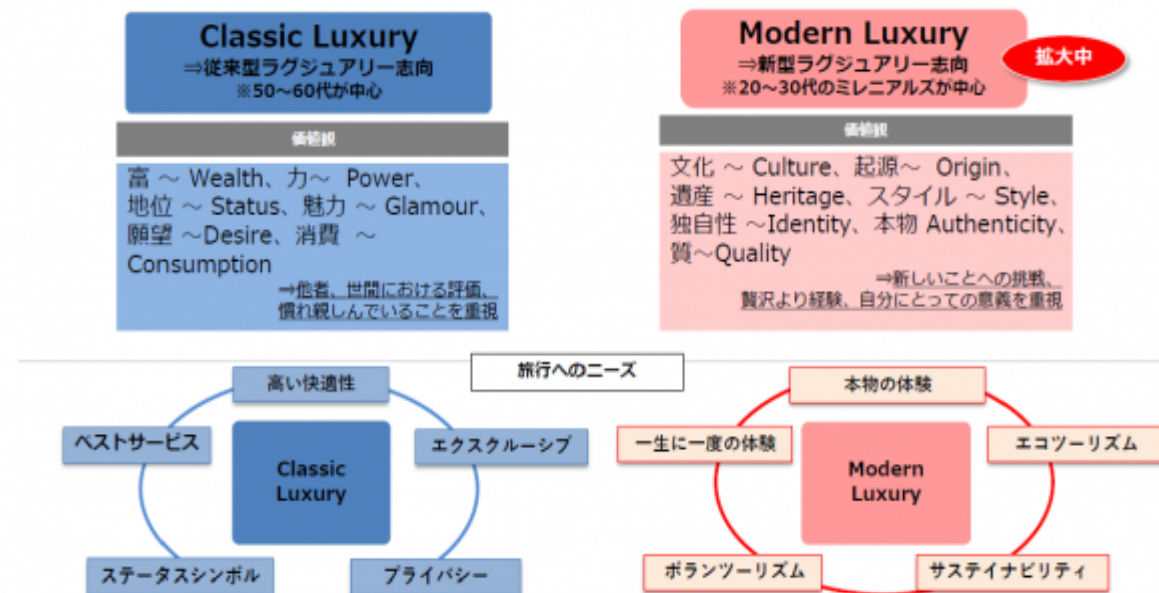 Classic Luxury
⇒従来型ラグジュアリー志向
※50～60代が中心
Modern Luxury
⇒新型ラグジュアリー志向
※20～30代のミレニアルズが中心
拡大中
価値観
富 ～ Wealth、力～ Power、
地位 ～ Status、魅力 ～ Glamour、
願望 ～Desire、消費 ～
Consumption
⇒他者、世間における評価、
慣れ親しんでいることを重視
価値観
文化 ～ Culture、起源～ Origin、
遺産 ～ Heritage、スタイル ～ Style、
独自性 ～Identity、本物 Authenticity、
質～Quality
⇒新しいことへの挑戦、
贅沢より経験、自分にとっての意義を重視
旅行へのニーズ
高い快適性
ベストサービス
エクスクルーシブ
Classic
Luxury
ステータスシンボル
プライバシー
本物の体験
一生に一度の体験
エコツーリズム
Modern
Luxury
ボランツーリズム
サステイナビリティ